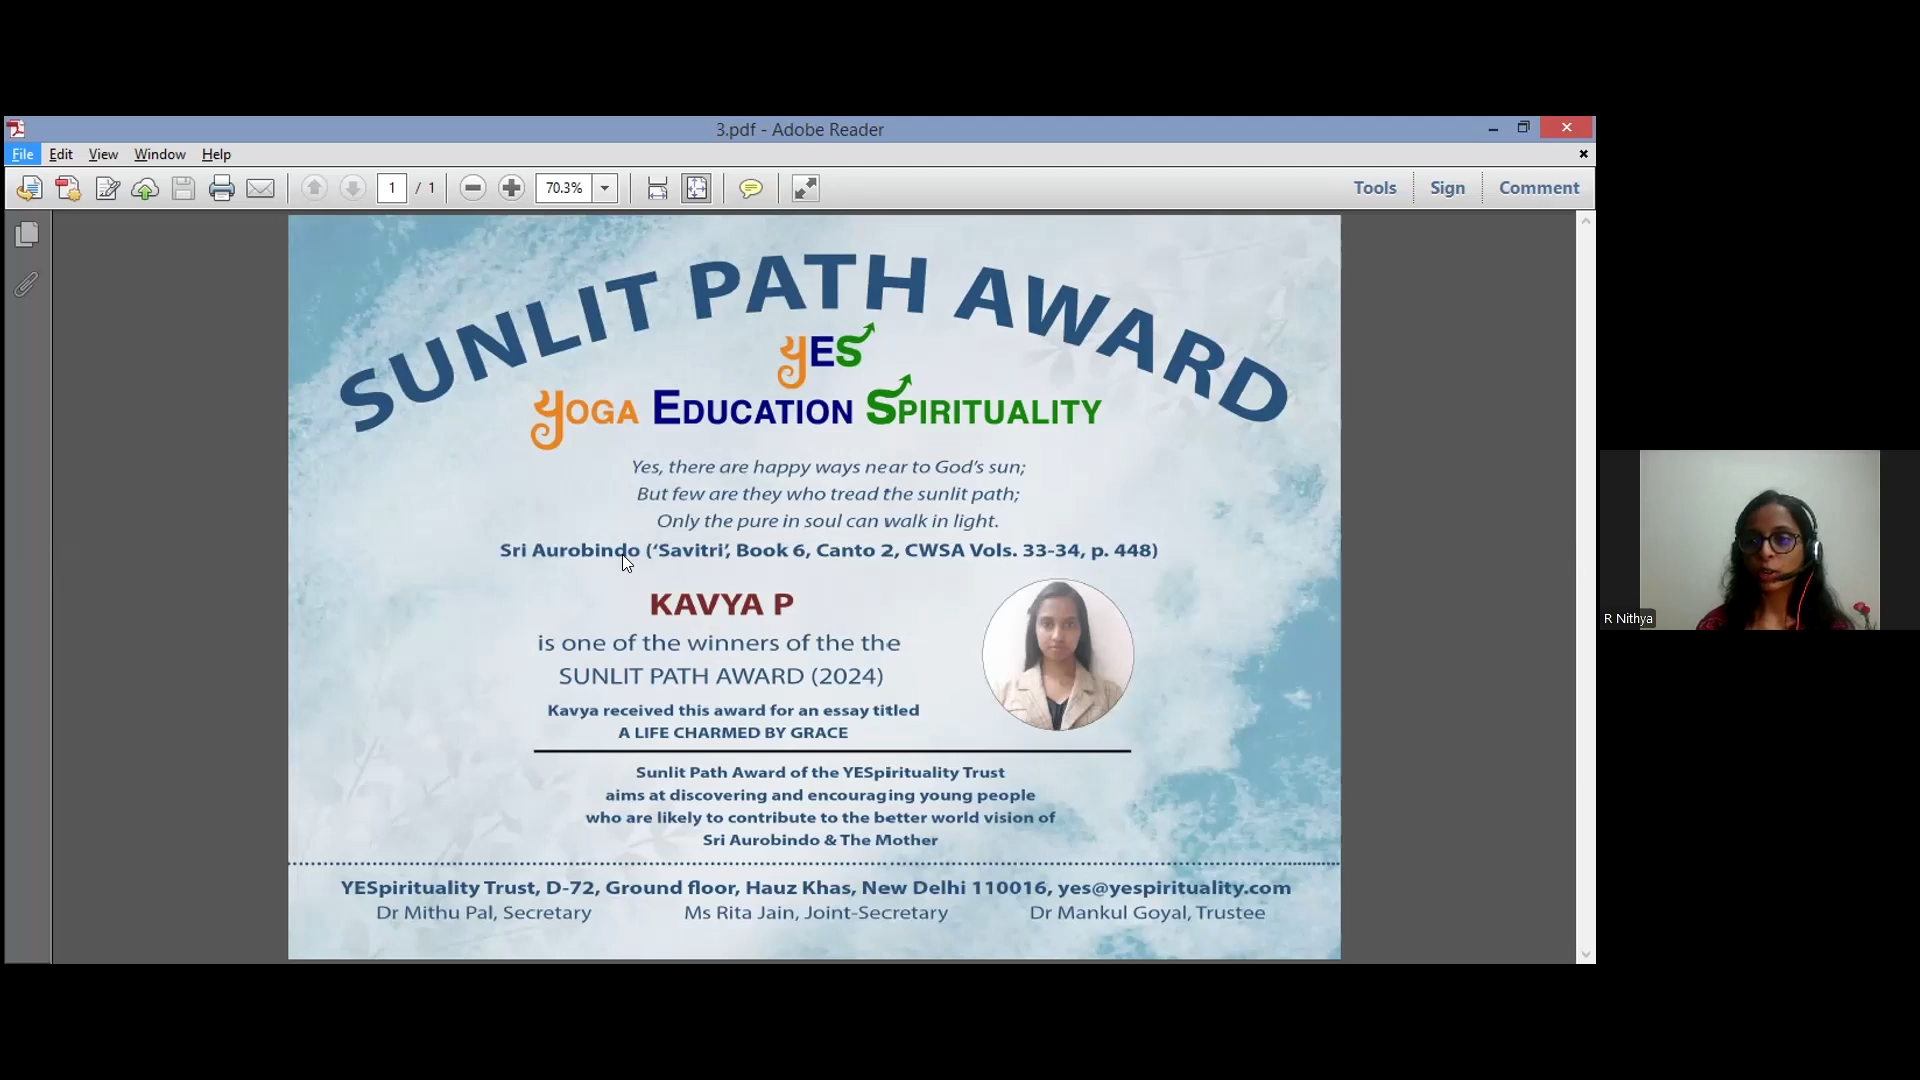 3.pdf - Adobe Reader
File Edit View Window Help
1 / 1 70.3% Tools Sign Comment
SUNLIT PATH AWARD
YES
YOGA EDUCATION SPIRITUALITY
Yes, there are happy ways near to God's sun;
But few are they who tread the sunlit path;
Only the pure in soul can walk in light.
Sri Aurobindo ('Savitri', Book 6, Canto 2, CWSA Vols. 33-34, p. 448)
KAVYA P
is one of the winners of the the
SUNLIT PATH AWARD (2024)
Kavya received this award for an essay titled
A LIFE CHARMED BY GRACE
Sunlit Path Award of the YESpirituality Trust
aims at discovering and encouraging young people
who are likely to contribute to the better world vision of
Sri Aurobindo & The Mother
YESpirituality Trust, D-72, Ground floor, Hauz Khas, New Delhi 110016, yes@yespirituality.com
Dr Mithu Pal, Secretary Ms Rita Jain, Joint-Secretary Dr Mankul Goyal, Trustee
R Nithya